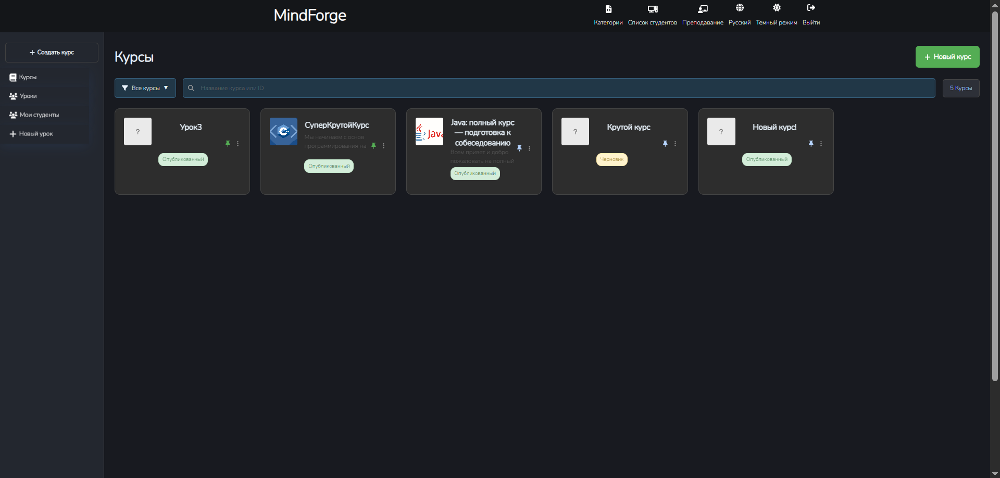 MindForge
Категории
Список студентов
Преподавание
Русский
Темный режим
Выйти
Создать курс
Курсы
Уроки
Мои студенты
Новый урок
Курсы
Новый курс
Все курсы
Название курса или ID
5 Курсы
?
Урок3
Опубликованный
СуперКрутойКурс
Мы начинаем с основ
программирования на
Опубликованный
Java
Java: полный курс
— подготовка к
собеседованию
Всем привет и добро
пожаловать на полный
Опубликованный
?
Крутой курс
Черновик
?
Новый курс!
Опубликованный